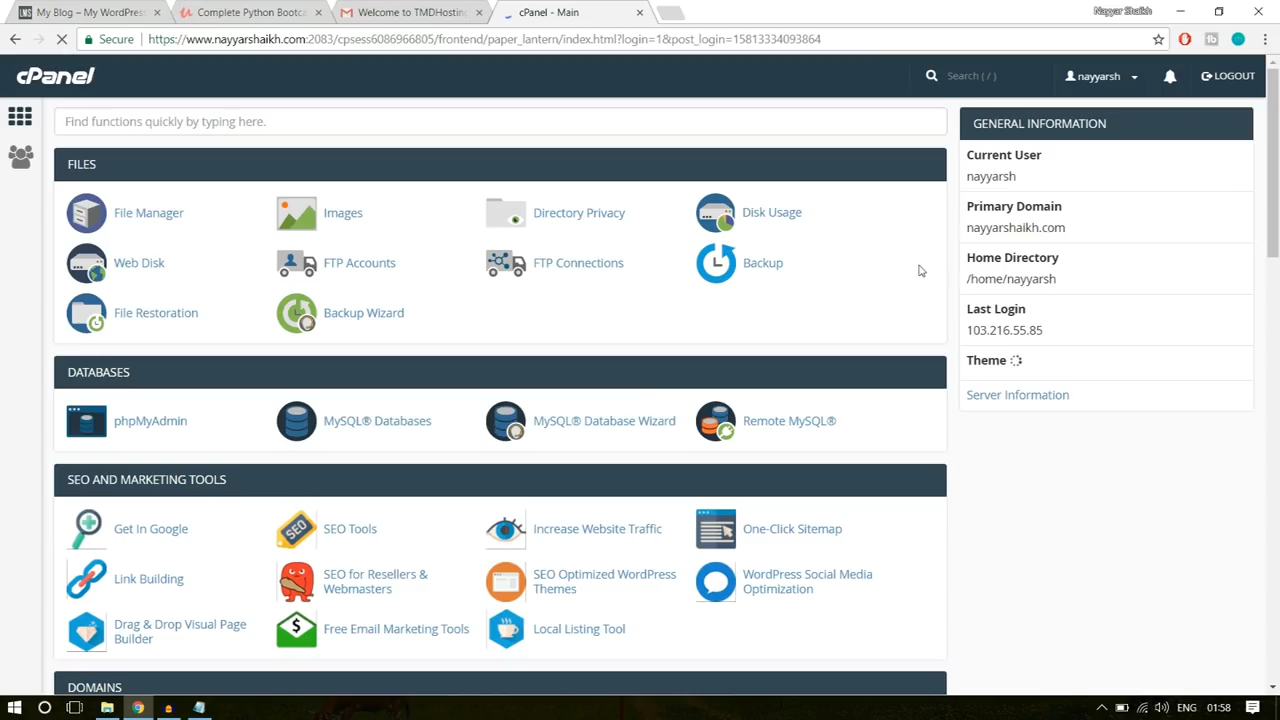 My Blog – My WordPress
Complete Python Bootca
Welcome to TMDHosting
cPanel - Main
Nayyar Shaikh
Secure
https://www.nayyarshaikh.com:2083/cpsess6086966805/frontend/paper_lantern/index.html?login=1&post_login=15813334093864
cPanel
Search ( / )
nayyarsh
LOGOUT
Find functions quickly by typing here.
FILES
File Manager
Images
Directory Privacy
Disk Usage
Web Disk
FTP Accounts
FTP Connections
Backup
File Restoration
Backup Wizard
DATABASES
phpMyAdmin
MySQL® Databases
MySQL® Database Wizard
Remote MySQL®
SEO AND MARKETING TOOLS
Get In Google
SEO Tools
Increase Website Traffic
One-Click Sitemap
Link Building
SEO for Resellers &
Webmasters
SEO Optimized WordPress
Themes
WordPress Social Media
Optimization
Drag & Drop Visual Page
Builder
Free Email Marketing Tools
Local Listing Tool
DOMAINS
GENERAL INFORMATION
Current User
nayyarsh
Primary Domain
nayyarshaikh.com
Home Directory
/home/nayyarsh
Last Login
103.216.55.85
Theme
Server Information
ENG
01:58